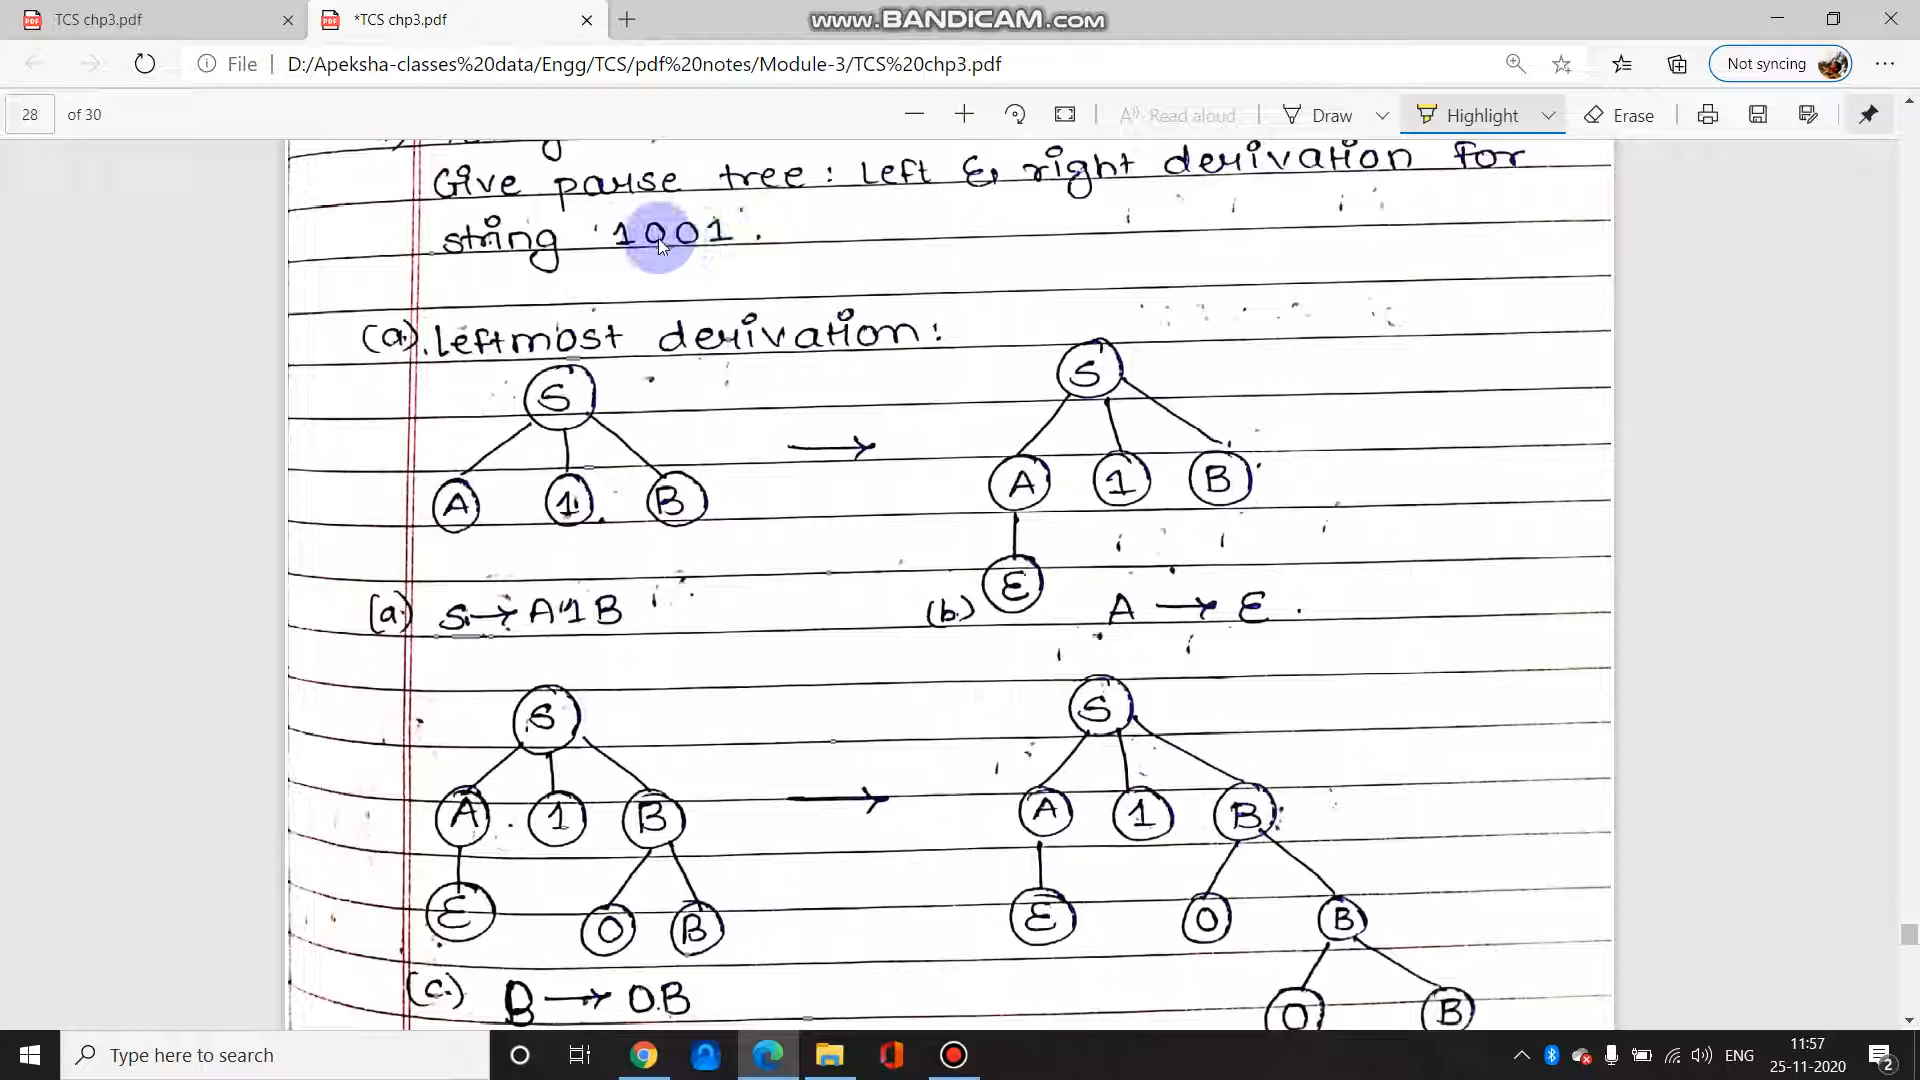 TCS chp3.pdf
*TCS chp3.pdf
www.BANDICAM.com
File
D:/Apeksha-classes%20data/Engg/TCS/pdf%20notes/Module-3/TCS%20chp3.pdf
Not syncing
28 of 30
Read aloud
Draw
Highlight
Erase
Give parse tree: Left & right derivation for
string '1001.
(a). Leftmost derivation:
S
S
A 1 B
A 1 B
ε
(a) S → A1B
(b) A → ε.
S
S
A 1 B
A 1 B
ε 0 B
ε 0 B
(c.) B → 0B
0 B
Type here to search
ENG
11:57
25-11-2020
2